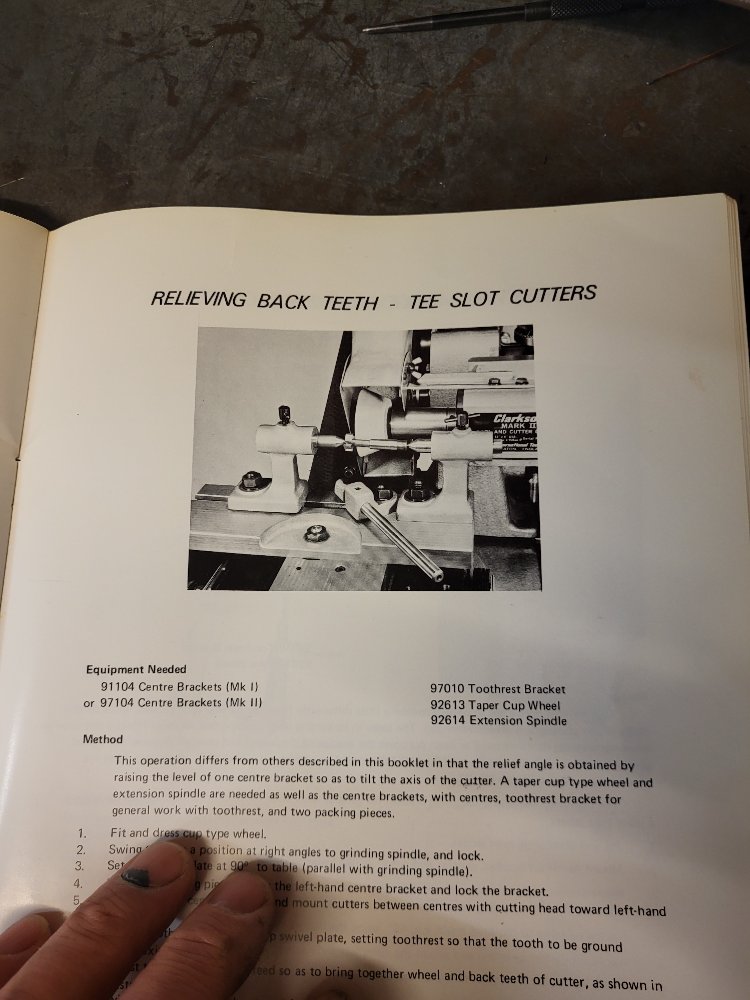 RELIEVING BACK TEETH - TEE SLOT CUTTERS
Clarkson
MARK II
AND CUTTER
Equipment Needed
91104 Centre Brackets (Mk I)
or 97104 Centre Brackets (Mk II)
97010 Toothrest Bracket
92613 Taper Cup Wheel
92614 Extension Spindle
Method
This operation differs from others described in this booklet in that the relief angle is obtained by
raising the level of one centre bracket so as to tilt the axis of the cutter. A taper cup type wheel and
extension spindle are needed as well as the centre brackets, with centres, toothrest bracket for
general work with toothrest, and two packing pieces.
1. Fit and dress cup type wheel.
2. Swing a position at right angles to grinding spindle, and lock.
3. Set at 90° to table (parallel with grinding spindle).
4. the left-hand centre bracket and lock the bracket.
5. mount cutters between centres with cutting head toward left-hand
swivel plate, setting toothrest so that the tooth to be ground
so as to bring together wheel and back teeth of cutter, as shown in